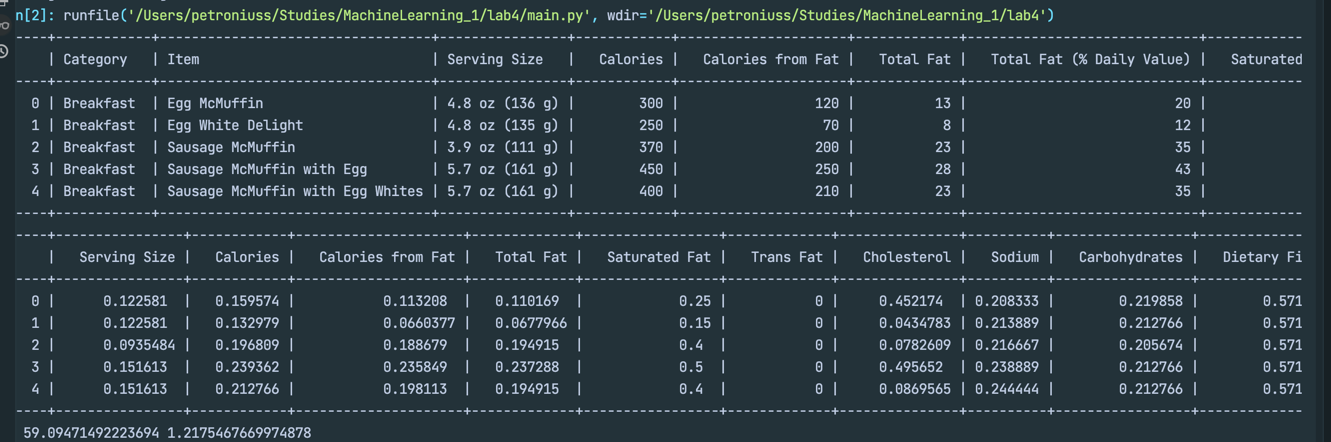 n[2]: runfile('/Users/petroniuss/Studies/MachineLearning_1/lab4/main.py', wdir='/Users/petroniuss/Studies/MachineLearning_1/lab4')
----+------------+----------------------------------+----------------+------------+---------------------+-------------+-----------------------------+------------
| Category | Item | Serving Size | Calories | Calories from Fat | Total Fat | Total Fat (% Daily Value) | Saturated
----+------------+----------------------------------+----------------+------------+---------------------+-------------+-----------------------------+------------
0 | Breakfast | Egg McMuffin | 4.8 oz (136 g) | 300 | 120 | 13 | 20 |
1 | Breakfast | Egg White Delight | 4.8 oz (135 g) | 250 | 70 | 8 | 12 |
2 | Breakfast | Sausage McMuffin | 3.9 oz (111 g) | 370 | 200 | 23 | 35 |
3 | Breakfast | Sausage McMuffin with Egg | 5.7 oz (161 g) | 450 | 250 | 28 | 43 |
4 | Breakfast | Sausage McMuffin with Egg Whites | 5.7 oz (161 g) | 400 | 210 | 23 | 35 |
----+------------+----------------------------------+----------------+------------+---------------------+-------------+-----------------------------+------------
----+----------------+------------+---------------------+-------------+-----------------+-------------+---------------+----------+-----------------+-------------
| Serving Size | Calories | Calories from Fat | Total Fat | Saturated Fat | Trans Fat | Cholesterol | Sodium | Carbohydrates | Dietary Fi
----+----------------+------------+---------------------+-------------+-----------------+-------------+---------------+----------+-----------------+-------------
0 | 0.122581 | 0.159574 | 0.113208 | 0.110169 | 0.25 | 0 | 0.452174 | 0.208333 | 0.219858 | 0.571
1 | 0.122581 | 0.132979 | 0.0660377 | 0.0677966 | 0.15 | 0 | 0.0434783 | 0.213889 | 0.212766 | 0.571
2 | 0.0935484 | 0.196809 | 0.188679 | 0.194915 | 0.4 | 0 | 0.0782609 | 0.216667 | 0.205674 | 0.571
3 | 0.151613 | 0.239362 | 0.235849 | 0.237288 | 0.5 | 0 | 0.495652 | 0.238889 | 0.212766 | 0.571
4 | 0.151613 | 0.212766 | 0.198113 | 0.194915 | 0.4 | 0 | 0.0869565 | 0.244444 | 0.212766 | 0.571
----+----------------+------------+---------------------+-------------+-----------------+-------------+---------------+----------+-----------------+-------------
59.09471492223694 1.2175467669974878